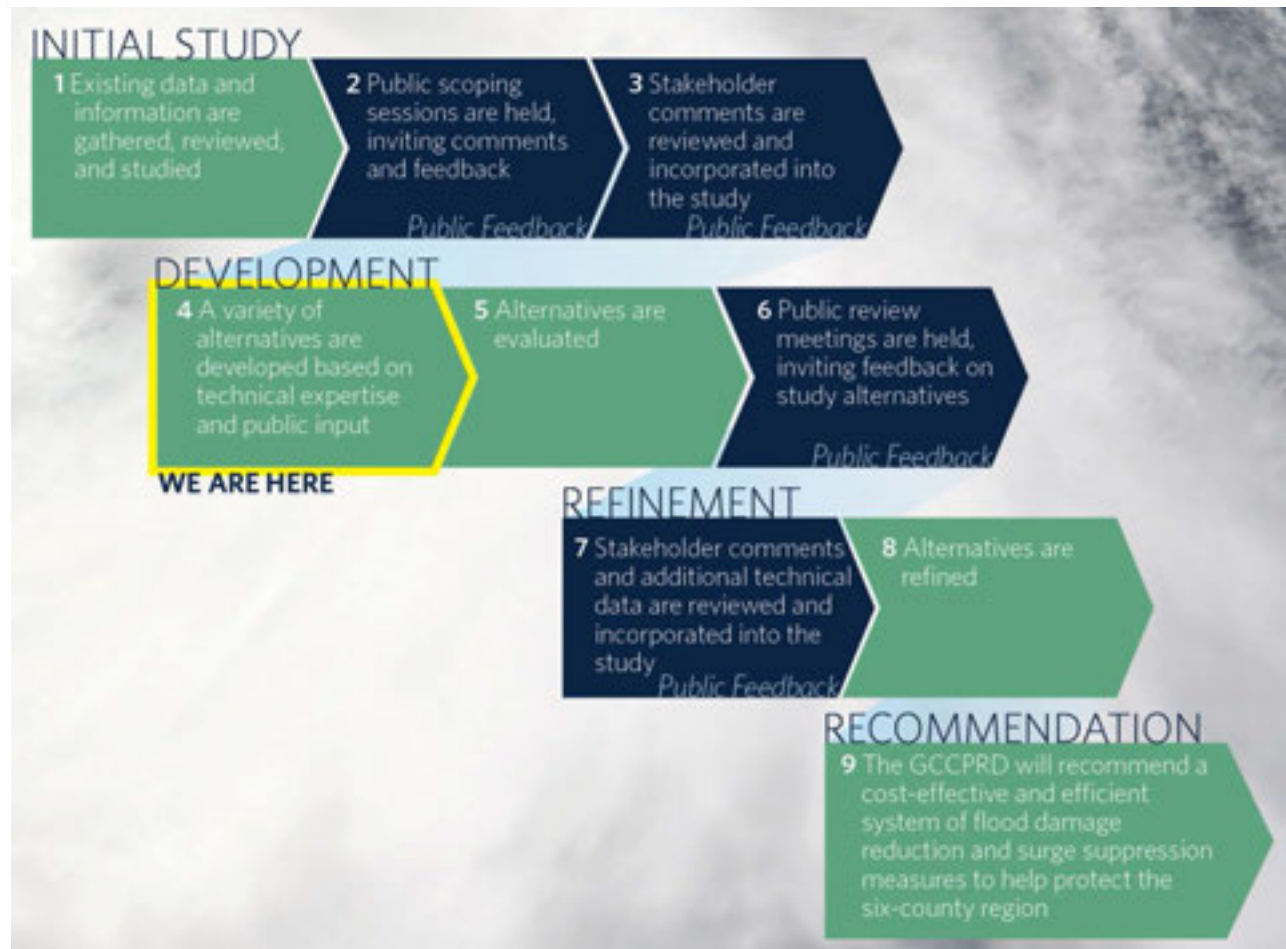 INITIAL STUDY
1 Existing data and
information are
gathered, reviewed,
and studied
2 Public scoping
sessions are held,
inviting comments
and feedback
Public Feedback
3 Stakeholder
comments are
reviewed and
incorporated into
the study
Public Feedback
DEVELOPMENT
4 A variety of
alternatives are
developed based on
technical expertise
and public input
WE ARE HERE
5 Alternatives are
evaluated
6 Public review
meetings are held,
inviting feedback on
study alternatives
Public Feedback
REFINEMENT
7 Stakeholder comments
and additional technical
data are reviewed and
incorporated into the
study
Public Feedback
8 Alternatives are
refined
RECOMMENDATION
9 The GCCPRD will recommend a
cost-effective and efficient
system of flood damage
reduction and surge suppression
measures to help protect the
six-county region